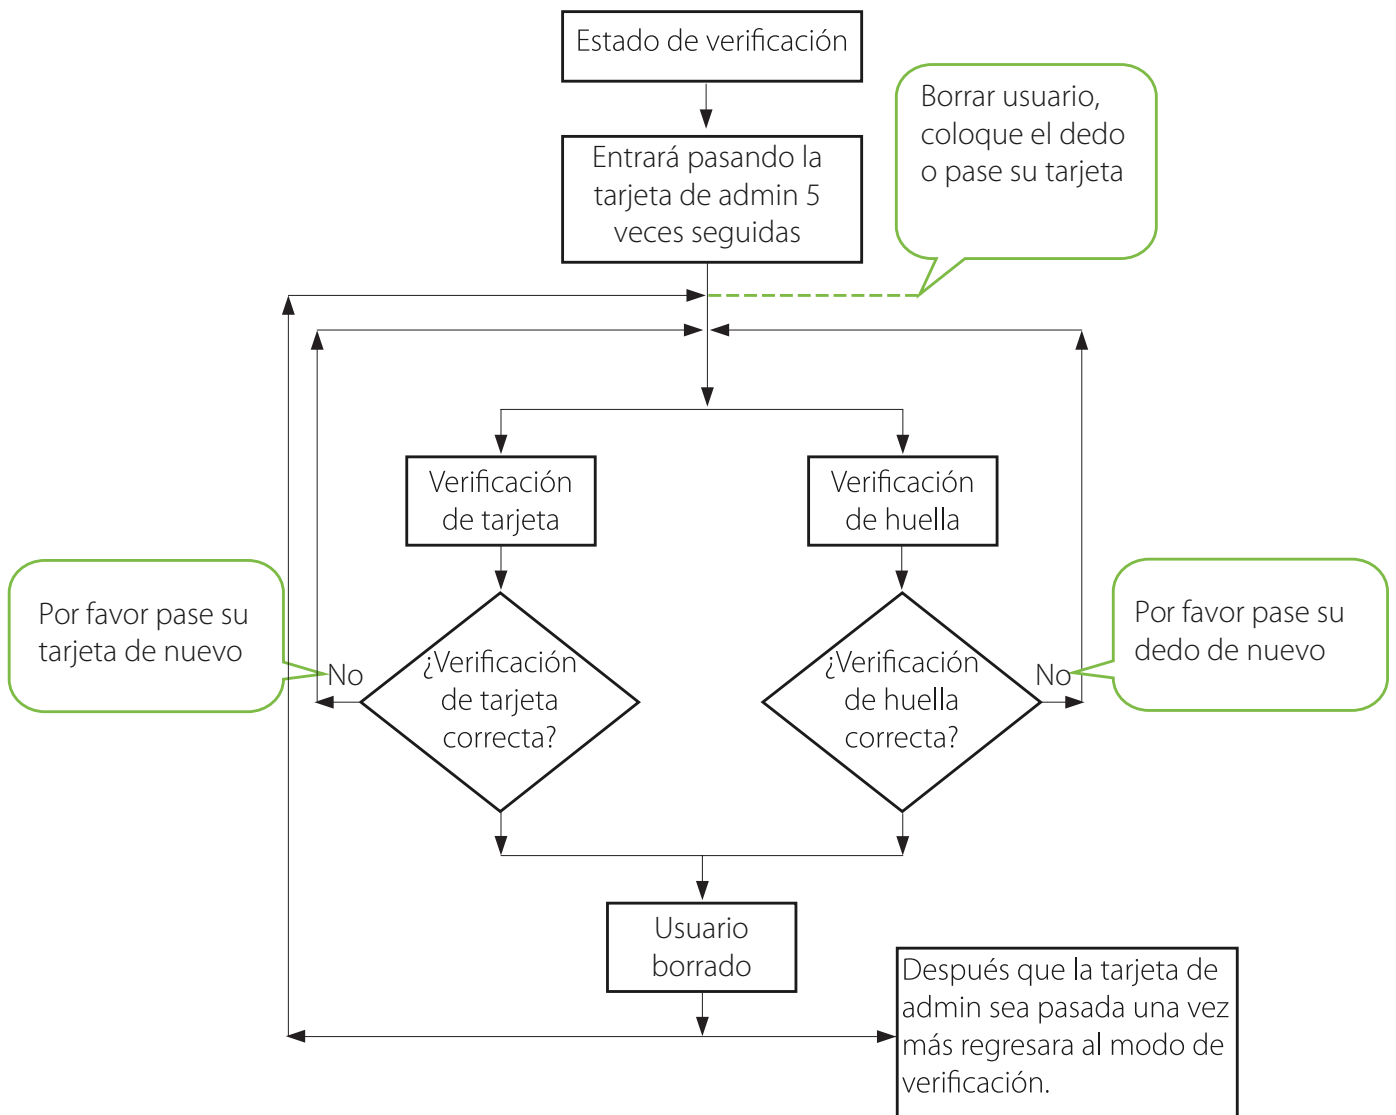 Estado de verificación
Borrar usuario,
coloque el dedo
o pase su tarjeta
Entrará pasando la
tarjeta de admin 5
veces seguidas
Verificación
de tarjeta
Verificación
de huella
Por favor pase su
tarjeta de nuevo
No
¿Verificación
de tarjeta
correcta?
¿Verificación
de huella
correcta?
No
Por favor pase su
dedo de nuevo
Usuario
borrado
Después que la tarjeta de
admin sea pasada una vez
más regresara al modo de
verificación.